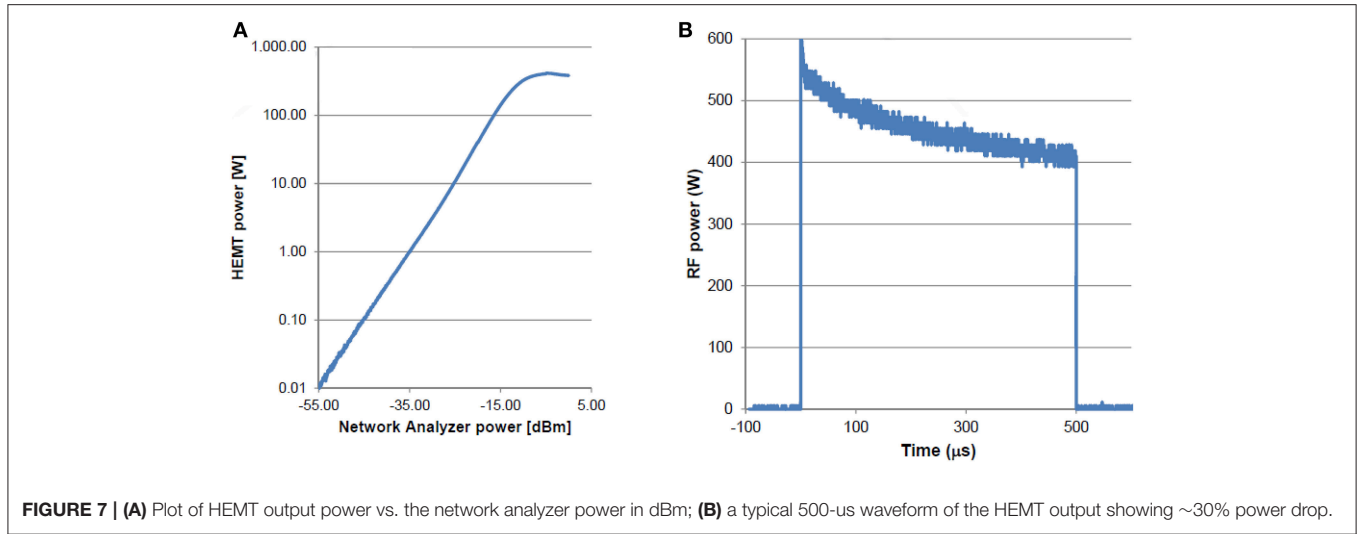 A
1.000.00
100.00
10.00
1.00
0.10
0.01
HEMT power [W]
-55.00 -35.00 -15.00 5.00
Network Analyzer power [dBm]
B
600
500
400
300
200
100
0
RF power (W)
-100 100 300 500
Time (µs)
FIGURE 7 | (A) Plot of HEMT output power vs. the network analyzer power in dBm; (B) a typical 500-us waveform of the HEMT output showing ∼30% power drop.